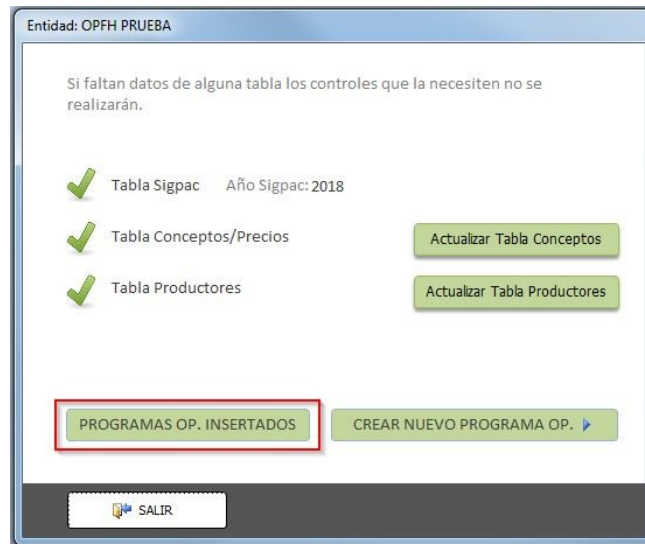 Entidad: OPFH PRUEBA
Si faltan datos de alguna tabla los controles que la necesiten no se
realizarán.
Tabla Sigpac Año Sigpac: 2018
Tabla Conceptos/Precios Actualizar Tabla Conceptos
Tabla Productores Actualizar Tabla Productores
PROGRAMAS OP. INSERTADOS CREAR NUEVO PROGRAMA OP.
SALIR